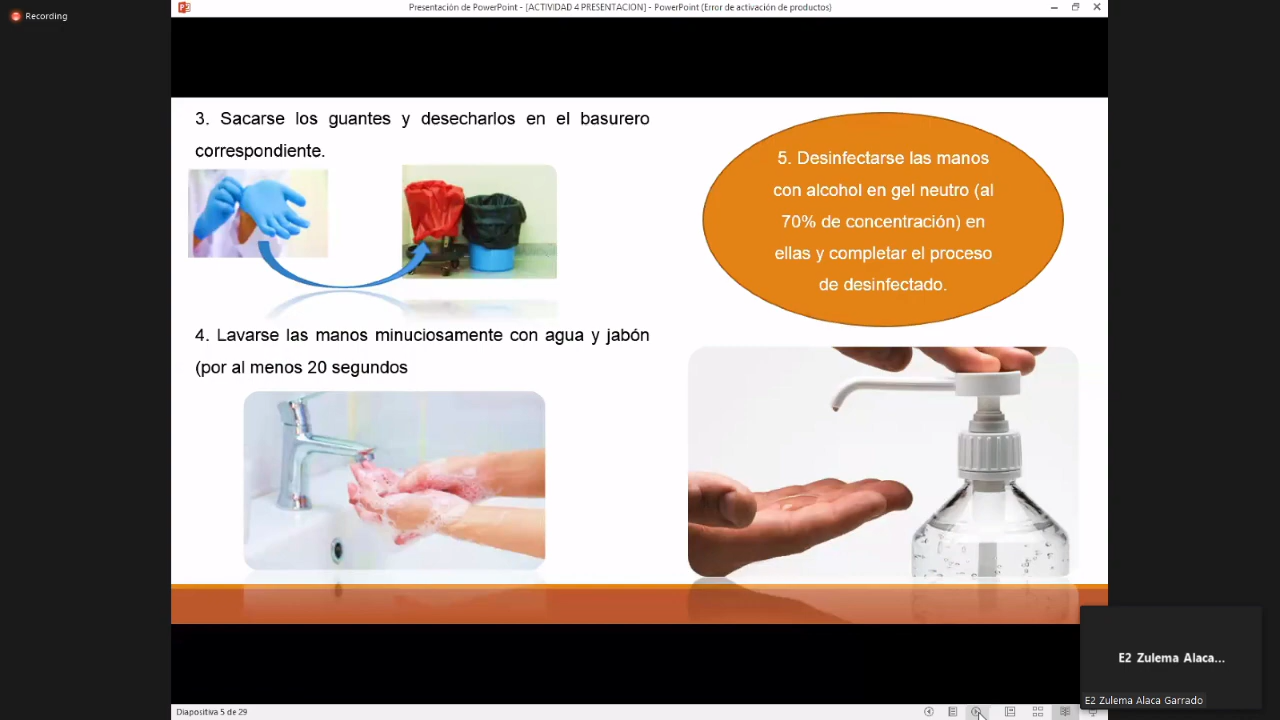 Recording
Presentación de PowerPoint - [ACTIVIDAD 4 PRESENTACION] - PowerPoint (Error de activación de productos)
3. Sacarse los guantes y desecharlos en el basurero
correspondiente.
4. Lavarse las manos minuciosamente con agua y jabón
(por al menos 20 segundos
5. Desinfectarse las manos
con alcohol en gel neutro (al
70% de concentración) en
ellas y completar el proceso
de desinfectado.
E2 Zulema Alaca...
E2 Zulema Alaca Garrado
Diapositiva 5 de 29